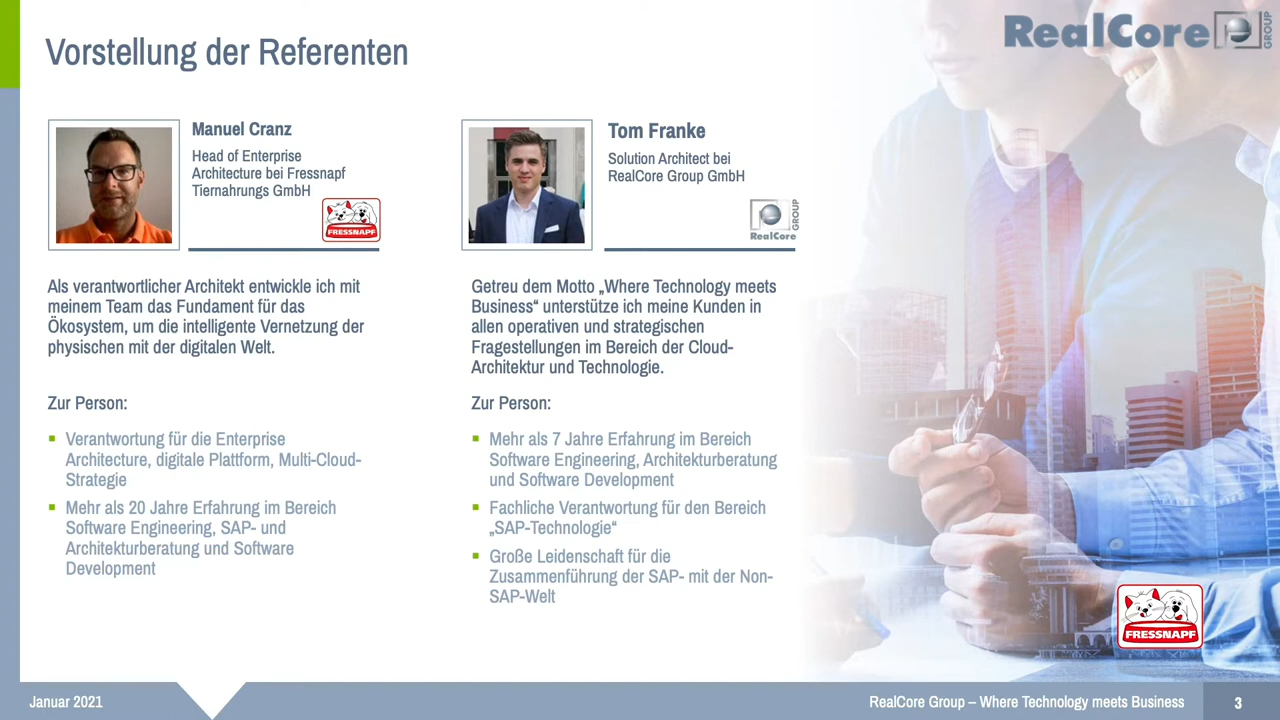 Vorstellung der Referenten
RealCore
GROUP
Manuel Cranz
Head of Enterprise
Architecture bei Fressnapf
Tiernahrungs GmbH
FRESSNAPF
Tom Franke
Solution Architect bei
RealCore Group GmbH
RealCore
GROUP
Als verantwortlicher Architekt entwickle ich mit
meinem Team das Fundament für das
Ökosystem, um die intelligente Vernetzung der
physischen mit der digitalen Welt.
Zur Person:
Verantwortung für die Enterprise
Architecture, digitale Plattform, Multi-Cloud-
Strategie
Mehr als 20 Jahre Erfahrung im Bereich
Software Engineering, SAP- und
Architekturberatung und Software
Development
Getreu dem Motto „Where Technology meets
Business“ unterstütze ich meine Kunden in
allen operativen und strategischen
Fragestellungen im Bereich der Cloud-
Architektur und Technologie.
Zur Person:
Mehr als 7 Jahre Erfahrung im Bereich
Software Engineering, Architekturberatung
und Software Development
Fachliche Verantwortung für den Bereich
„SAP-Technologie“
Große Leidenschaft für die
Zusammenführung der SAP- mit der Non-
SAP-Welt
FRESSNAPF
Januar 2021
RealCore Group – Where Technology meets Business
3